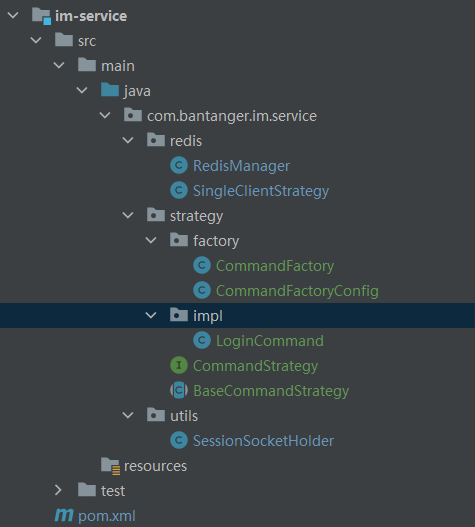 im-service
src
main
java
com.bantanger.im.service
redis
RedisManager
SingleClientStrategy
strategy
factory
CommandFactory
CommandFactoryConfig
impl
LoginCommand
CommandStrategy
BaseCommandStrategy
utils
SessionSocketHolder
resources
test
pom.xml